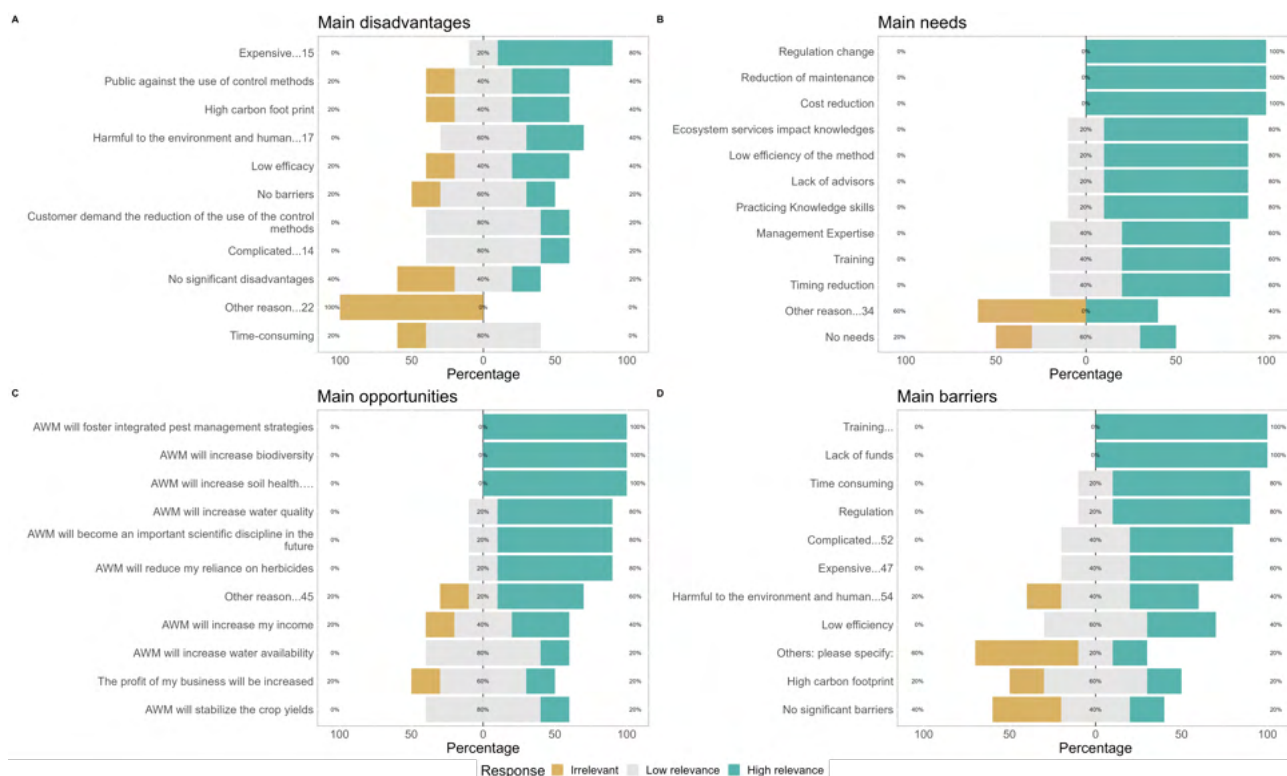 A Main disadvantages
Expensive...15 0% 20% 80%
Public against the use of control methods 20% 40% 40%
High carbon foot print 20% 40% 40%
Harmful to the environment and human...17 0% 60% 40%
Low efficacy 20% 40% 40%
No barriers 20% 60% 20%
Customer demand the reduction of the use of the control
methods 0% 80% 20%
Complicated...14 0% 80% 20%
No significant disadvantages 40% 40% 20%
Other reason...22 100% 0% 0%
Time-consuming 20% 80% 0%
100 50 0 50 100
Percentage
B Main needs
Regulation change 0% 0% 100%
Reduction of maintenance 0% 0% 100%
Cost reduction 0% 0% 100%
Ecosystem services impact knowledges 0% 20% 80%
Low efficiency of the method 0% 20% 80%
Lack of advisors 0% 20% 80%
Practicing Knowledge skills 0% 20% 80%
Management Expertise 0% 40% 60%
Training 0% 40% 60%
Timing reduction 0% 40% 60%
Other reason...34 60% 0% 40%
No needs 20% 60% 20%
100 50 0 50 100
Percentage
C Main opportunities
AWM will foster integrated pest management strategies 0% 0% 100%
AWM will increase biodiversity 0% 0% 100%
AWM will increase soil health…. 0% 0% 100%
AWM will increase water quality 0% 20% 80%
AWM will become an important scientific discipline in the
future 0% 20% 80%
AWM will reduce my reliance on herbicides 0% 20% 80%
Other reason...45 20% 20% 60%
AWM will increase my income 20% 40% 40%
AWM will increase water availability 0% 80% 20%
The profit of my business will be increased 20% 60% 20%
AWM will stabilize the crop yields 0% 80% 20%
100 50 0 50 100
Percentage
D Main barriers
Training... 0% 0% 100%
Lack of funds 0% 0% 100%
Time consuming 0% 20% 80%
Regulation 0% 20% 80%
Complicated...52 0% 40% 60%
Expensive...47 0% 40% 60%
Harmful to the environment and human...54 20% 40% 40%
Low efficiency 0% 60% 40%
Others: please specify: 60% 20% 20%
High carbon footprint 20% 60% 20%
No significant barriers 40% 40% 20%
100 50 0 50 100
Percentage
Response Irrelevant Low relevance High relevance